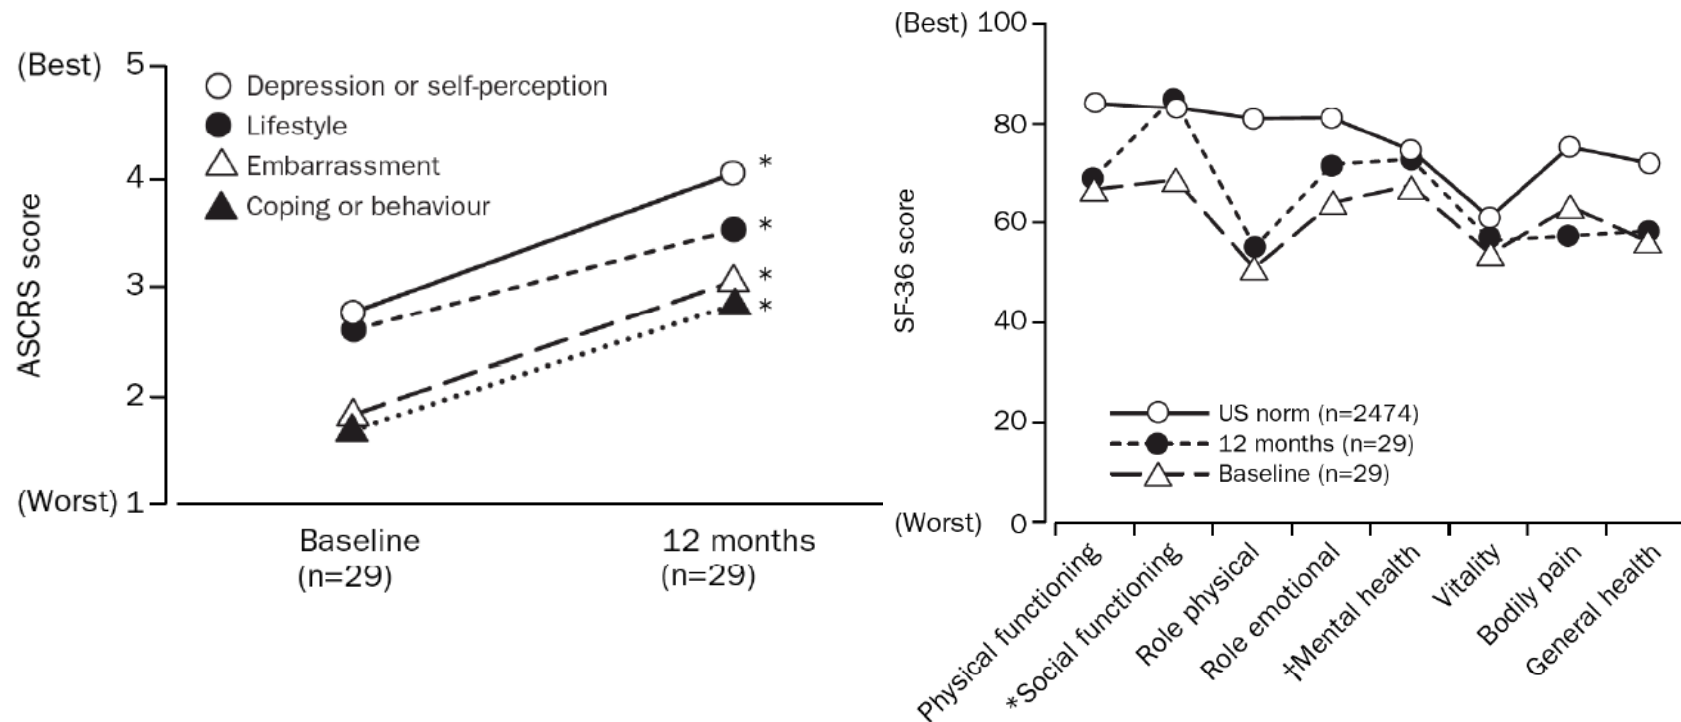 (Best) 5
Depression or self-perception
Lifestyle
Embarrassment
Coping or behaviour
4
3
2
(Worst) 1
ASCRS score
Baseline
(n=29)
12 months
(n=29)
*
*
*
*
(Best) 100
80
60
40
20
(Worst) 0
SF-36 score
US norm (n=2474)
12 months (n=29)
Baseline (n=29)
Physical functioning
*Social functioning
Role physical
Role emotional
†Mental health
Vitality
Bodily pain
General health